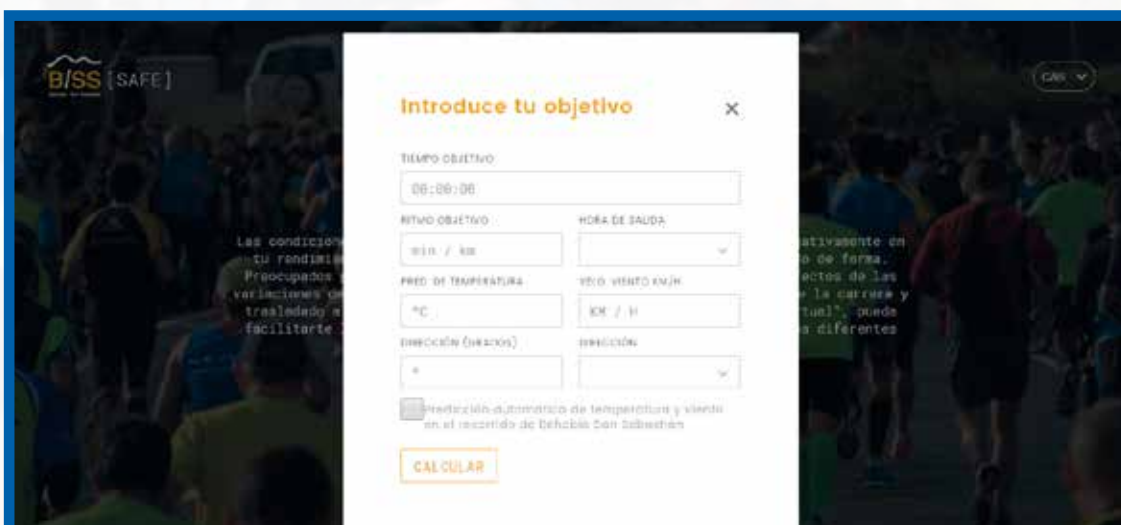 B/SS [SAFE]
CAS
Introduce tu objetivo
×
TIEMPO OBJETIVO
00:00:00
RITMO OBJETIVO
HORA DE SALIDA
min / km
PRED. DE TEMPERATURA
VELO. VIENTO KM/H
°C
KM / H
DIRECCIÓN (GRADOS)
DIRECCIÓN
°
Predicción automática de temperatura y viento
en el recorrido de Behobia San Sebastián
CALCULAR
Las condicion
ativamente en
tu rendimie
o de forma.
Preocupados
ectos de las
variaciones
la carrera y
trasladado a
tual", puede
facilitarte
diferentes